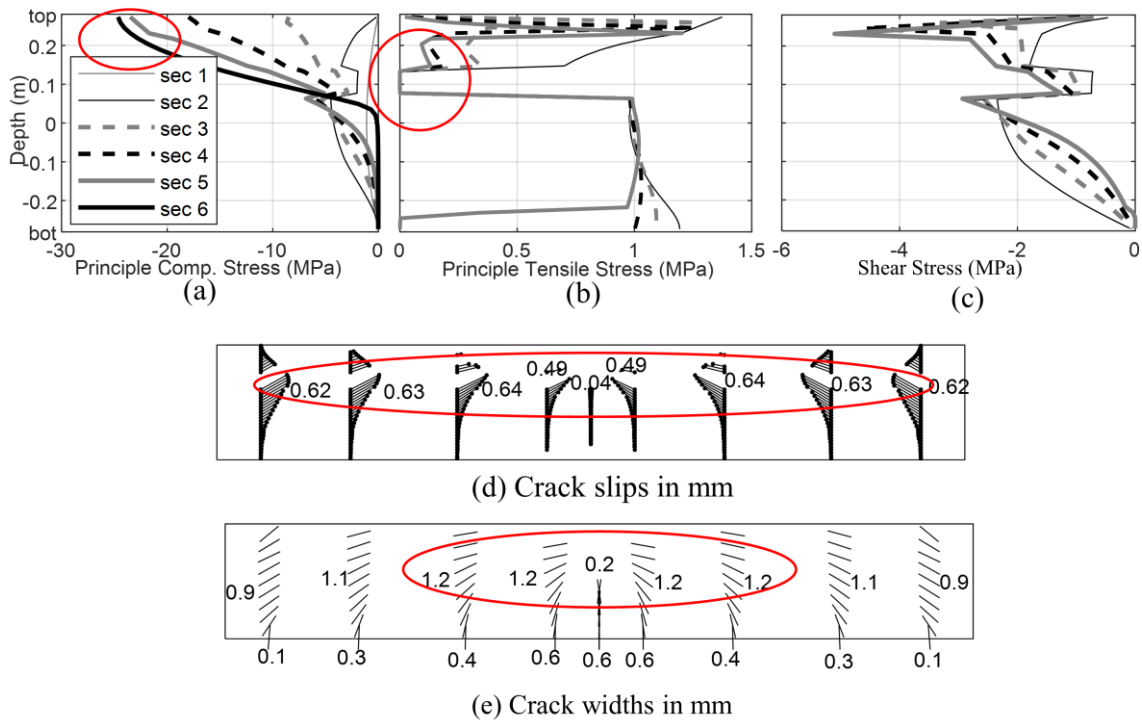 top
0.2
0.1
0
-0.1
-0.2
bot
Depth (m)
sec 1
sec 2
sec 3
sec 4
sec 5
sec 6
-30 -20 -10 0
Principle Comp. Stress (MPa)
(a)
0 0.5 1 1.5
Principle Tensile Stress (MPa)
(b)
-6 -4 -2 0
Shear Stress (MPa)
(c)
0.49 0.49
0.62 0.63 0.64 0.04 0.64 0.63 0.62
(d) Crack slips in mm
0.2
0.9 1.1 1.2 1.2 1.2 1.2 1.1 0.9
0.1 0.3 0.4 0.6 0.6 0.6 0.4 0.3 0.1
(e) Crack widths in mm